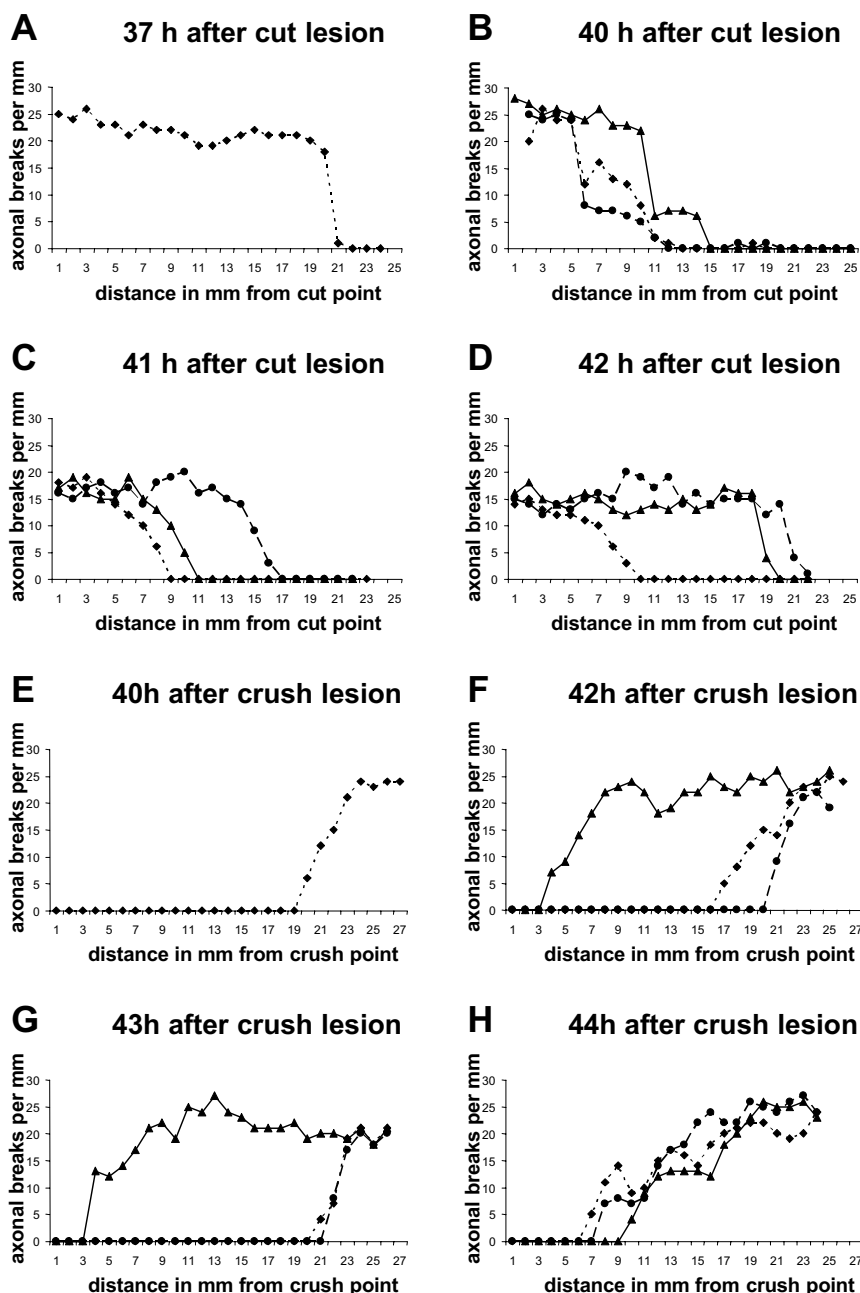 A 37 h after cut lesion
axonal breaks per mm
30
25
20
15
10
5
0
1 3 5 7 9 11 13 15 17 19 21 23 25
distance in mm from cut point
B 40 h after cut lesion
axonal breaks per mm
30
25
20
15
10
5
0
1 3 5 7 9 11 13 15 17 19 21 23 25
distance in mm from cut point
C 41 h after cut lesion
axonal breaks per mm
30
25
20
15
10
5
0
1 3 5 7 9 11 13 15 17 19 21 23 25
distance in mm from cut point
D 42 h after cut lesion
axonal breaks per mm
30
25
20
15
10
5
0
1 3 5 7 9 11 13 15 17 19 21 23 25
distance in mm from cut point
E 40h after crush lesion
axonal breaks per mm
30
25
20
15
10
5
0
1 3 5 7 9 11 13 15 17 19 21 23 25 27
distance in mm from crush point
F 42h after crush lesion
axonal breaks per mm
30
25
20
15
10
5
0
1 3 5 7 9 11 13 15 17 19 21 23 25 27
distance in mm from crush point
G 43h after crush lesion
axonal breaks per mm
30
25
20
15
10
5
0
1 3 5 7 9 11 13 15 17 19 21 23 25 27
distance in mm from crush point
H 44h after crush lesion
axonal breaks per mm
30
25
20
15
10
5
0
1 3 5 7 9 11 13 15 17 19 21 23 25 27
distance in mm from crush point